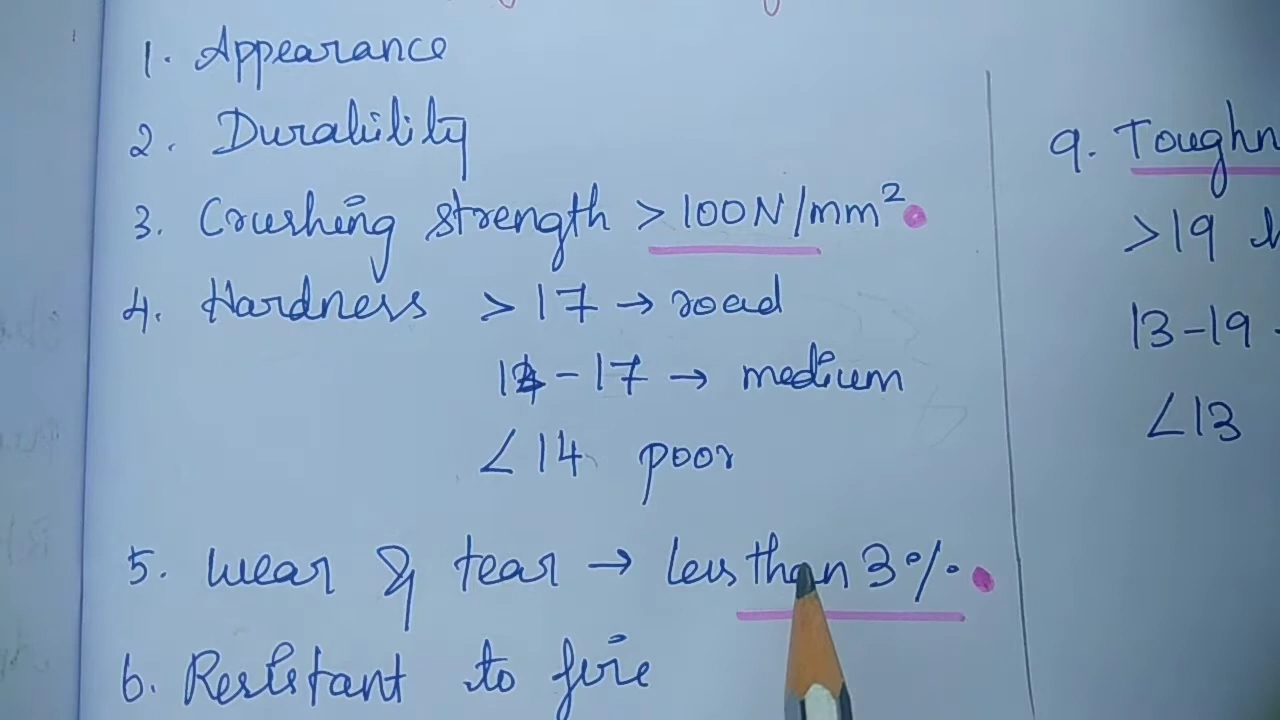 1. Appearance
2. Durability
3. Crushing strength > 100N/mm²
4. Hardness > 17 → road
14 - 17 → medium
< 14 poor
5. wear & tear → less than 3%
6. Resistant to fire
9. Toughn
> 19
13 - 19
< 13